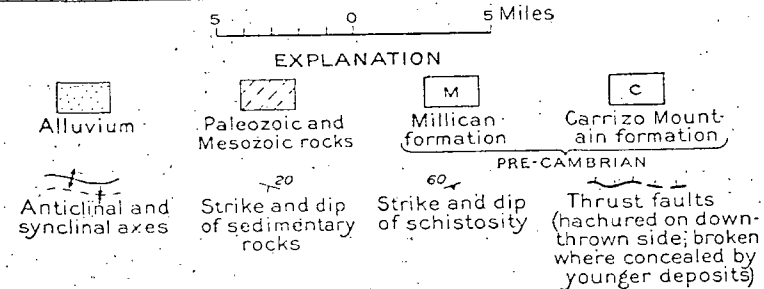 5 0 5 Miles
EXPLANATION
Alluvium
Paleozoic and
Mesozoic rocks
M
Millican
formation
C
Carrizo Mount-
ain formation
PRE-CAMBRIAN
Anticlinal and
synclinal axes
20
Strike and dip
of sedimentary
rocks
60
Strike and dip
of schistosity
Thrust faults
(hachured on down-
thrown side; broken
where concealed by
younger deposits)